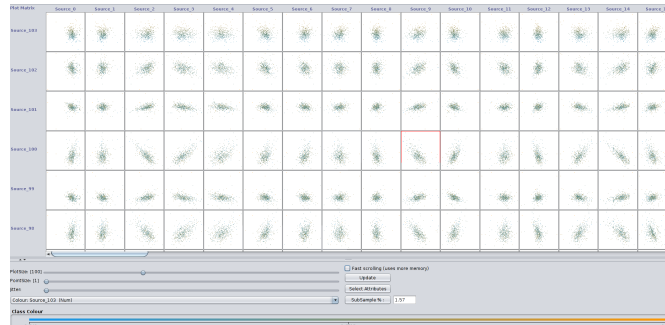 Plot Matrix Source_0 Source_1 Source_2 Source_3 Source_4 Source_5 Source_6 Source_7 Source_8 Source_9 Source_10 Source_11 Source_12 Source_13 Source_14
Source_103
Source_102
Source_101
Source_100
Source_99
Source_98
PlotSize: [100]
Fast scrolling (uses more memory)
PointSize: [1]
Update
Jitter:
Select Attributes
Colour: Source_103 (Num)
SubSample % :
1.57
Class Colour